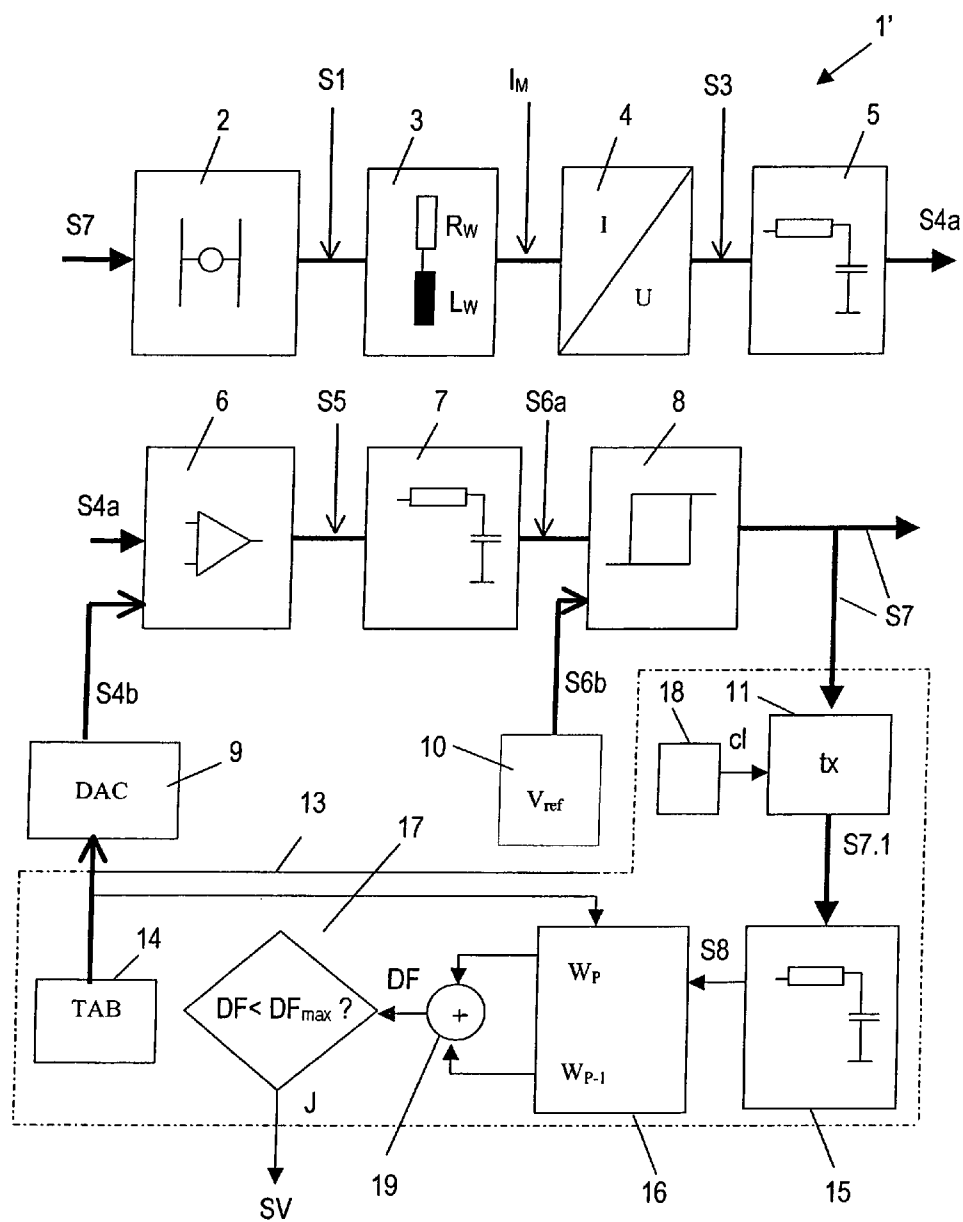 1'
S1
I_M
S3
2
3
4
5
S7
R_W
L_W
I
U
S4a
6
S5
7
S6a
8
S4a
S7
S4b
S6b
18
11
cl
tx
9
DAC
10
V_ref
S7.1
13
17
14
TAB
DF< DF_max ?
DF
+
W_P
W_P-1
S8
J
SV
19
16
15